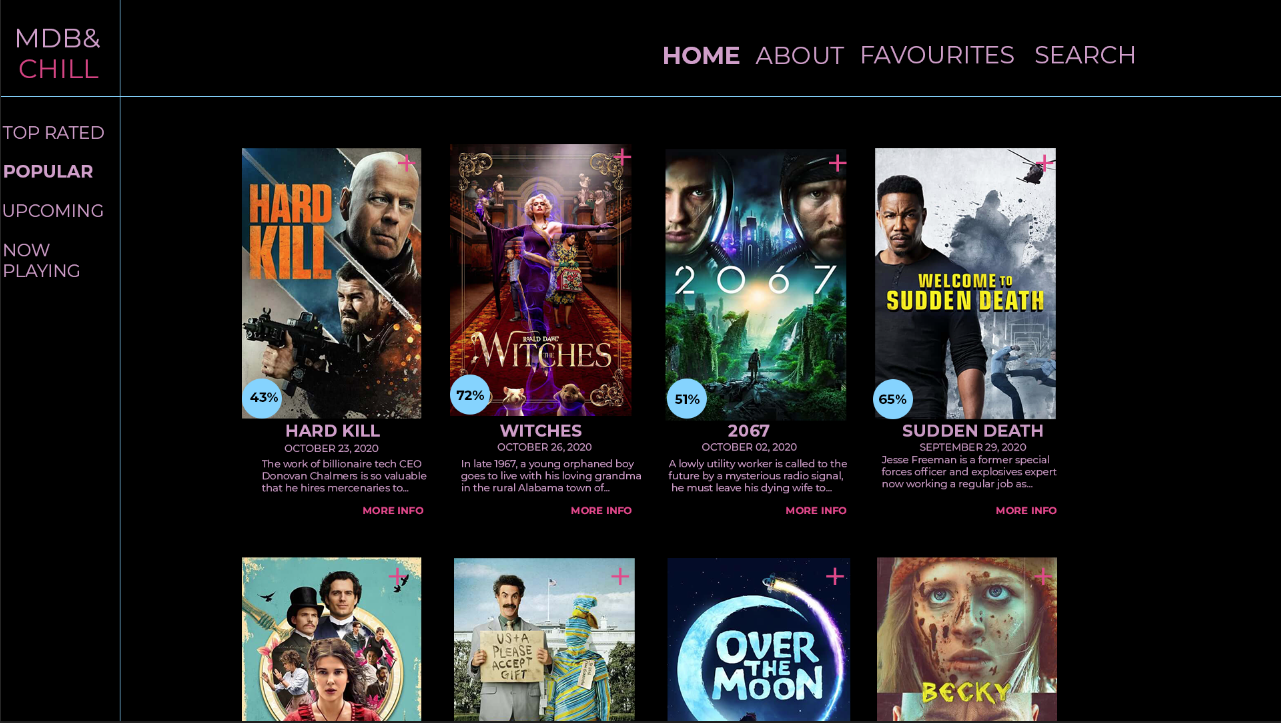 MDB&
CHILL
HOME ABOUT FAVOURITES SEARCH
TOP RATED
POPULAR
UPCOMING
NOW
PLAYING
HARD
KILL
43%
HARD KILL
OCTOBER 23, 2020
The work of billionaire tech CEO
Donovan Chalmers is so valuable
that he hires mercenaries to...
MORE INFO
ROALD DAHL'S
THE
WITCHES
72%
WITCHES
OCTOBER 26, 2020
In late 1967, a young orphaned boy
goes to live with his loving grandma
in the rural Alabama town of...
MORE INFO
2067
51%
2067
OCTOBER 02, 2020
A lowly utility worker is called to the
future by a mysterious radio signal,
he must leave his dying wife to...
MORE INFO
WELCOME TO
SUDDEN DEATH
65%
SUDDEN DEATH
SEPTEMBER 29, 2020
Jesse Freeman is a former special
forces officer and explosives expert
now working a regular job as...
MORE INFO
US+A
PLEASE
ACCEPT
GIFT
OVER
THE
MOON
BECKY